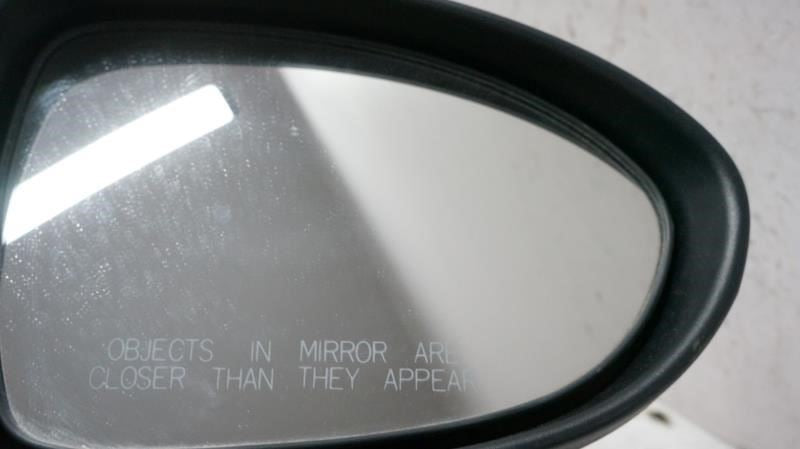 OBJECTS IN MIRROR ARE
CLOSER THAN THEY APPEAR